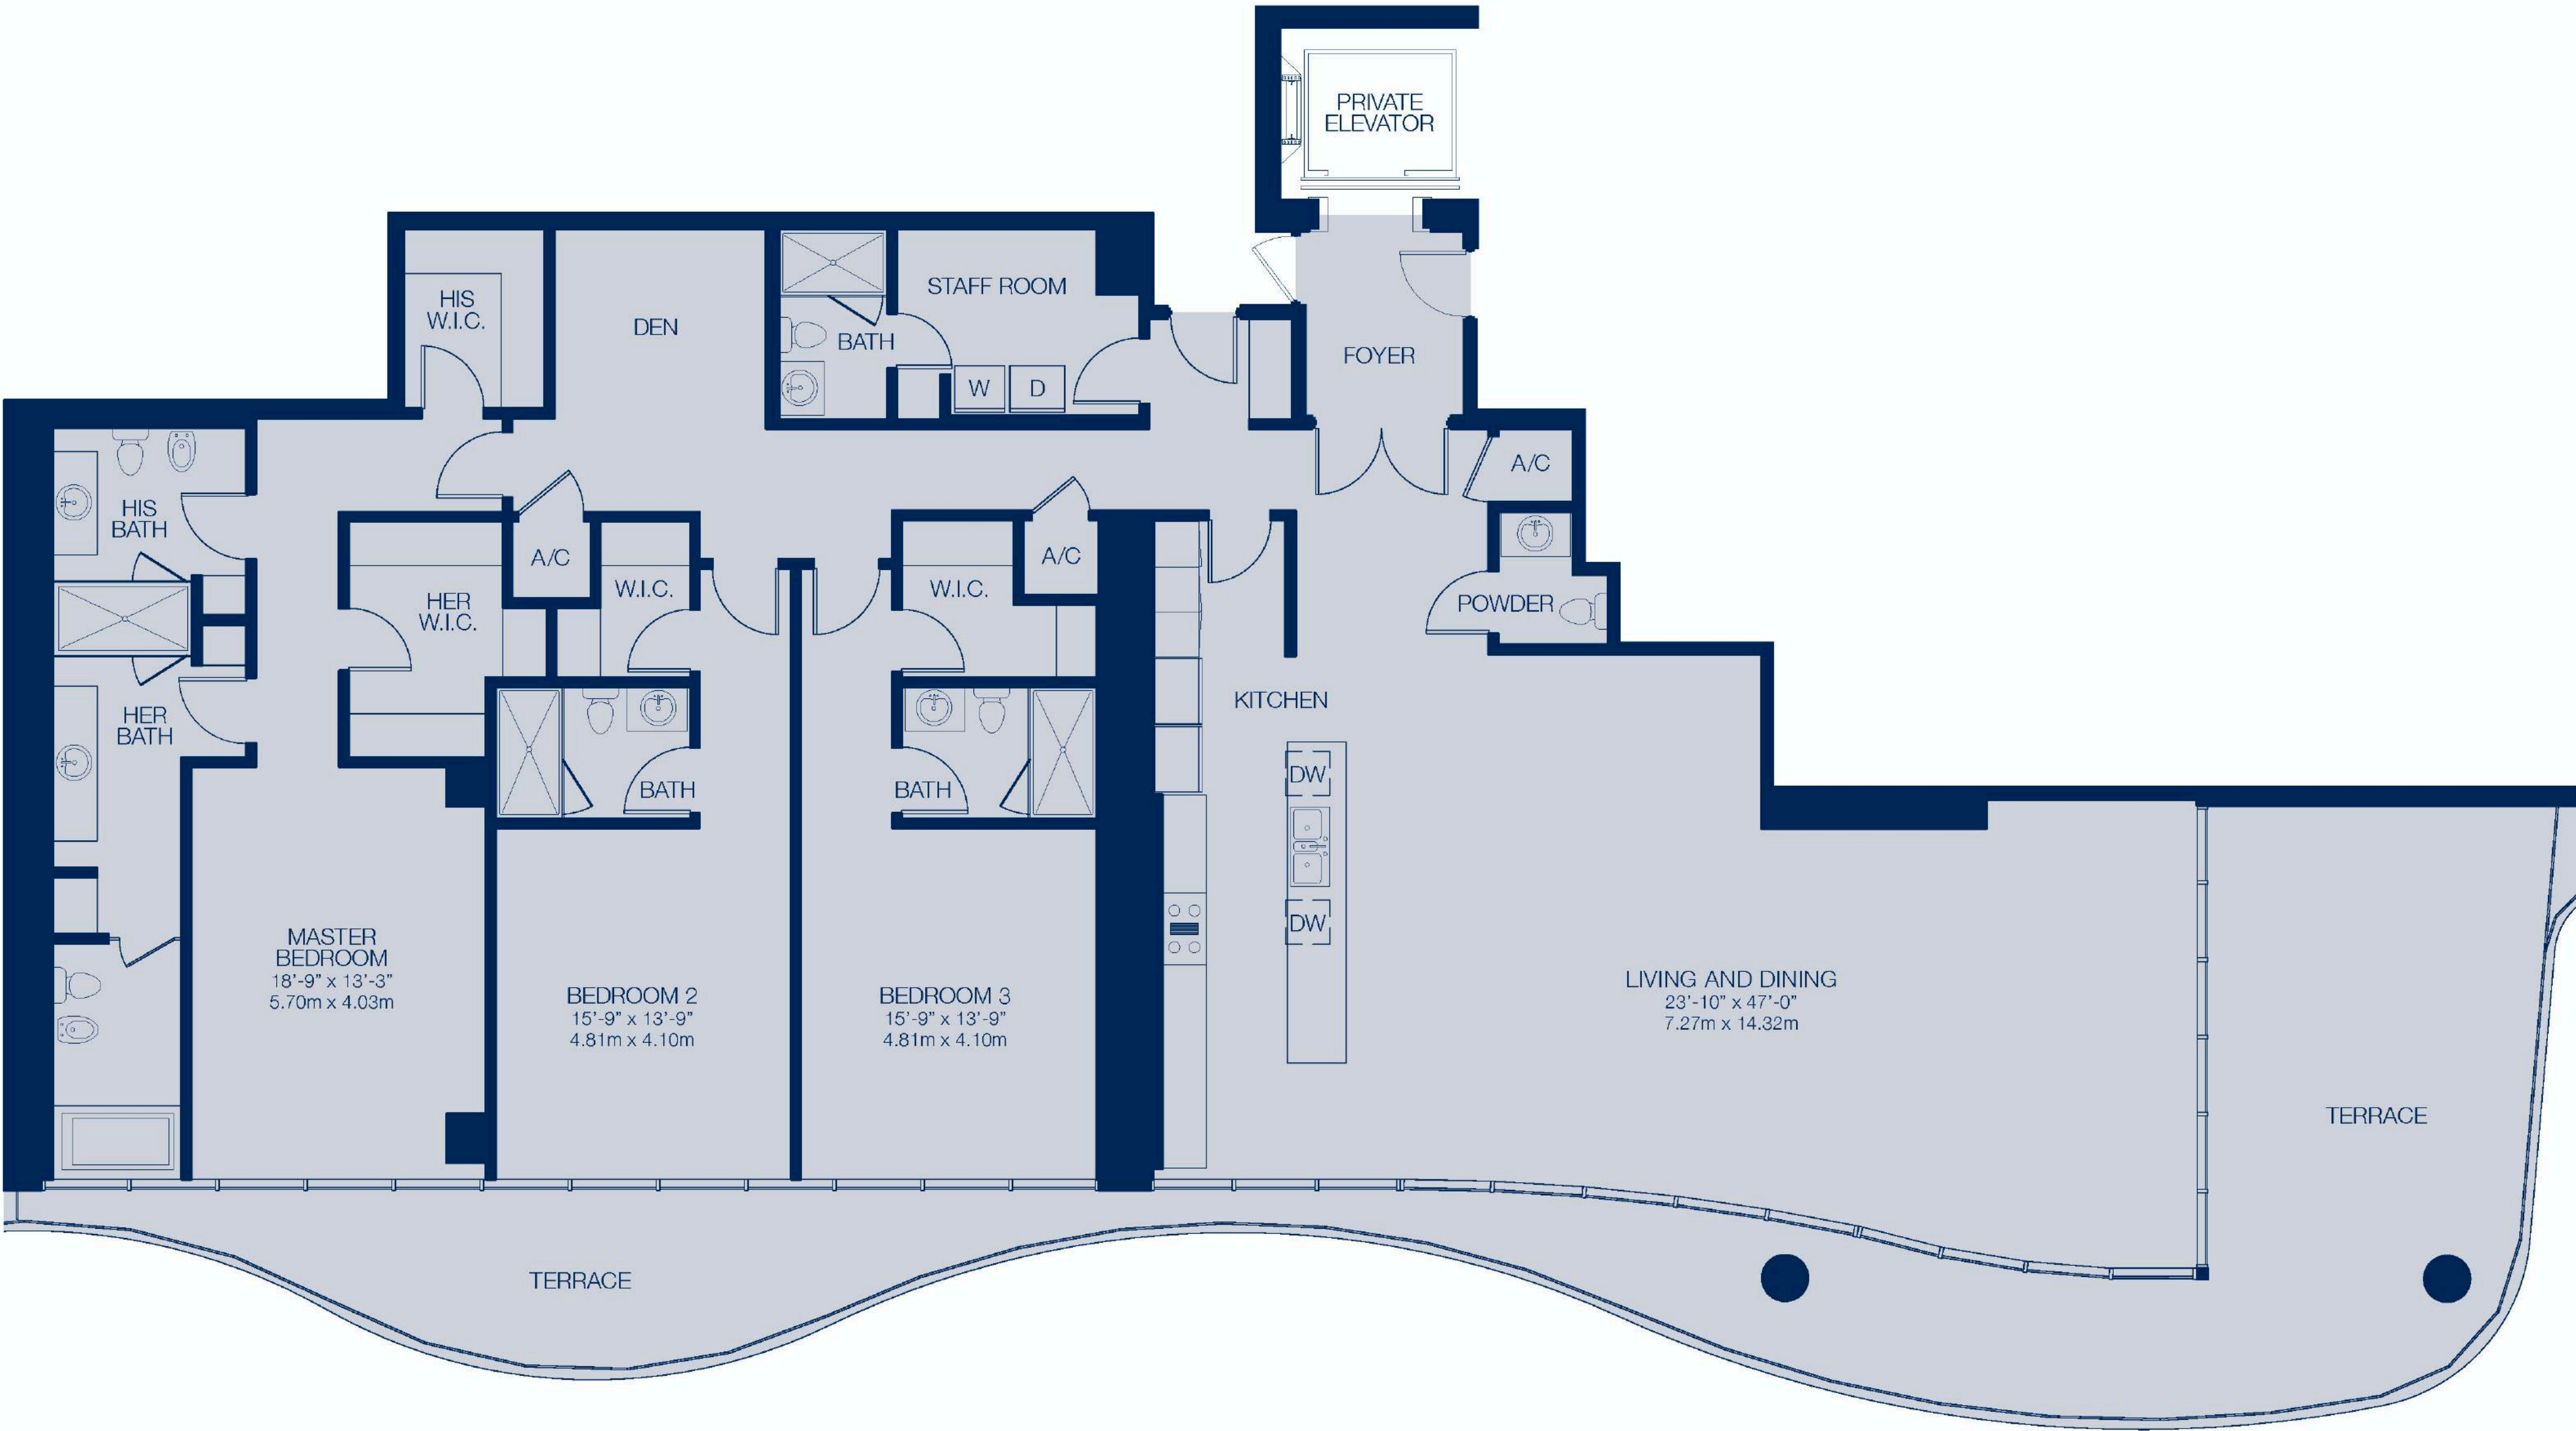 PRIVATE
ELEVATOR
HIS
W.I.C.
DEN
BATH
STAFF ROOM
W
D
FOYER
A/C
HIS
BATH
A/C
W.I.C.
W.I.C.
A/C
HER
W.I.C.
POWDER
HER
BATH
BATH
BATH
KITCHEN
DW
DW
MASTER
BEDROOM
18'-9" x 13'-3"
5.70m x 4.03m
BEDROOM 2
15'-9" x 13'-9"
4.81m x 4.10m
BEDROOM 3
15'-9" x 13'-9"
4.81m x 4.10m
LIVING AND DINING
23'-10" x 47'-0"
7.27m x 14.32m
TERRACE
TERRACE